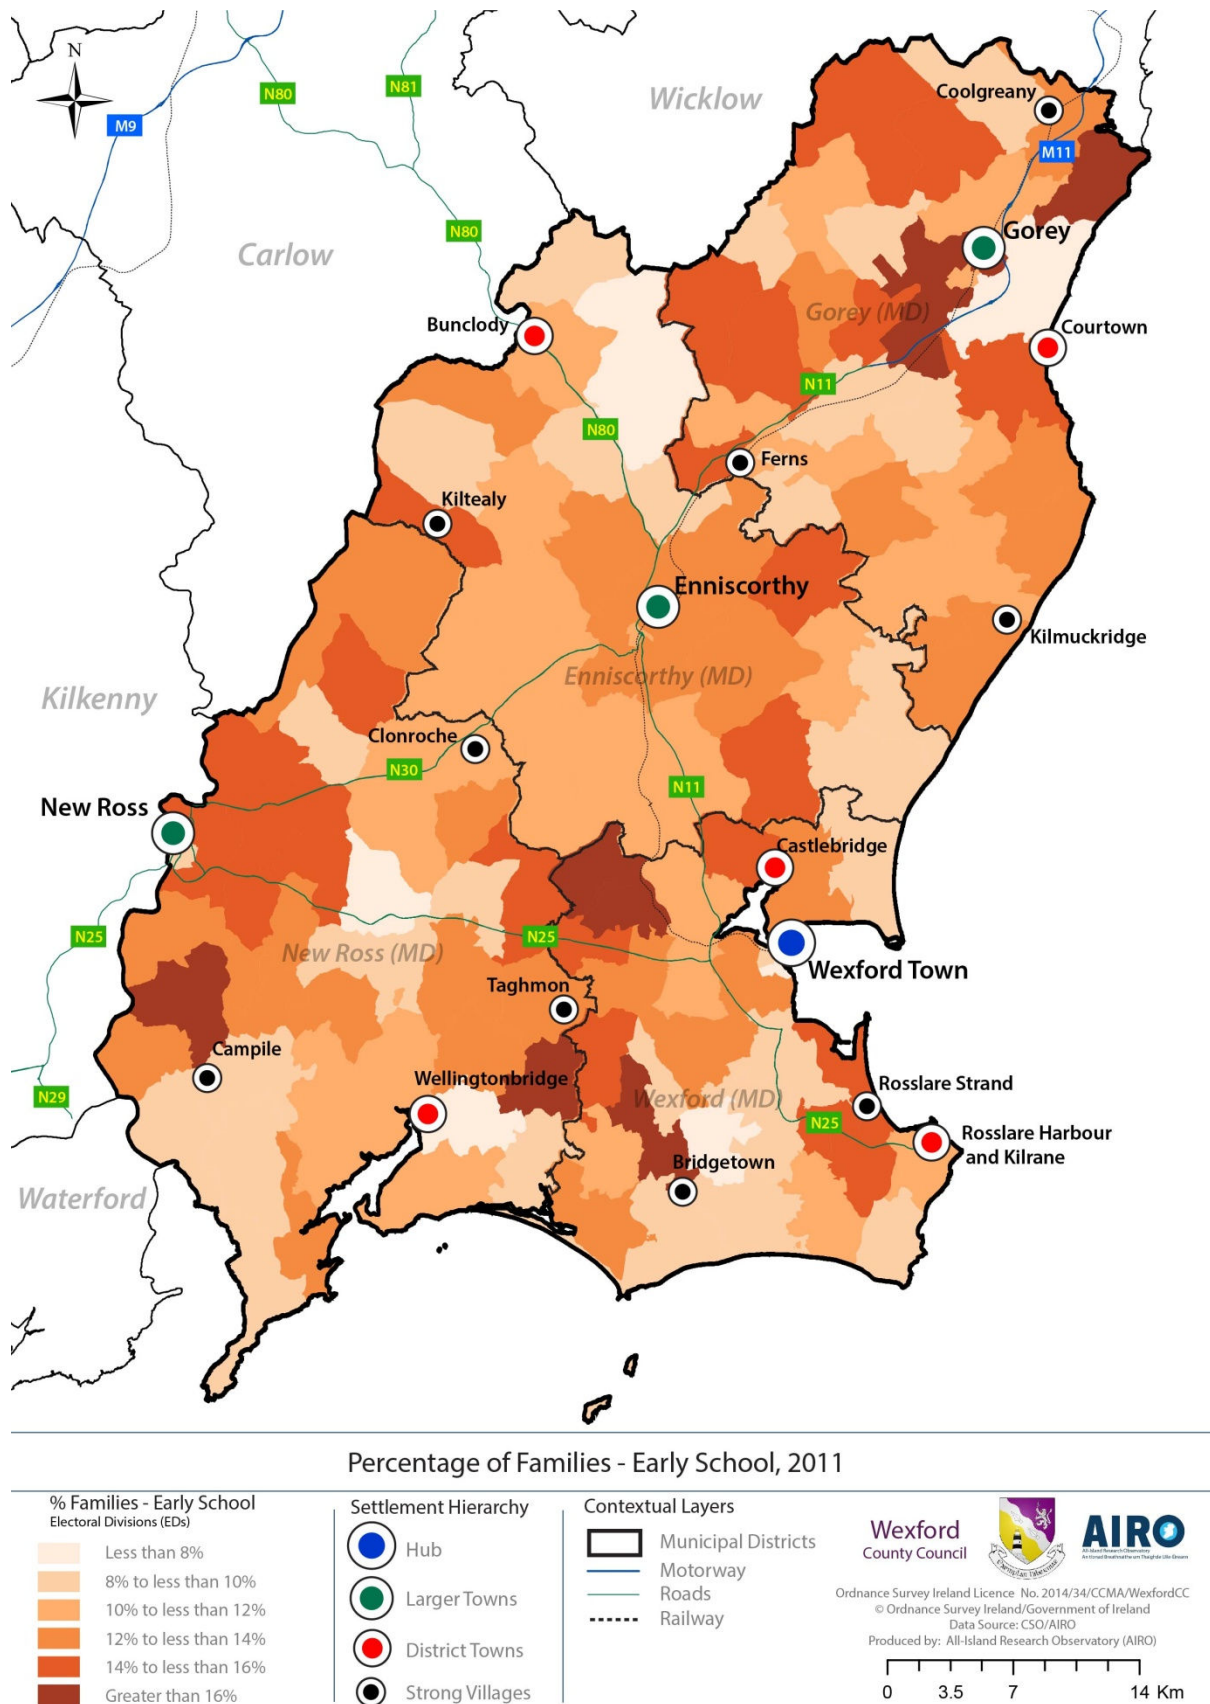 N
N80
N81
M9
Wicklow
Coolgreany
M11
N80
Carlow
Gorey
Gorey (MD)
Bunclody
Courtown
N11
N80
Ferns
Kiltealy
Enniscorthy
Kilmuckridge
Enniscorthy (MD)
Kilkenny
Clonroche
N30
N11
New Ross
Castlebridge
N25
N25
New Ross (MD)
Wexford Town
Taghmon
Campile
Wellingtonbridge
Rosslare Strand
N29
Wexford (MD)
N25
Rosslare Harbour
and Kilrane
Bridgetown
Waterford
Percentage of Families - Early School, 2011
% Families - Early School
Electoral Divisions (EDs)
Less than 8%
8% to less than 10%
10% to less than 12%
12% to less than 14%
14% to less than 16%
Greater than 16%
Settlement Hierarchy
Hub
Larger Towns
District Towns
Strong Villages
Contextual Layers
Municipal Districts
Motorway
Roads
Railway
Wexford
County Council
AIRO
Ordnance Survey Ireland Licence No. 2014/34/CCMA/WexfordCC
© Ordnance Survey Ireland/Government of Ireland
Data Source: CSO/AIRO
Produced by: All-Island Research Observatory (AIRO)
0 3.5 7 14 Km